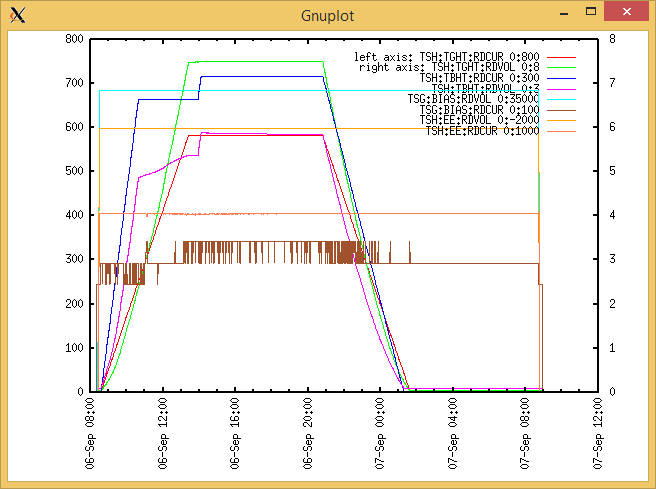 Gnuplot
800
700
600
500
400
300
200
100
0
8
7
6
5
4
3
2
1
0
left axis: TSH:TGHT:RDCUR 0:800
right axis: TSH:TGHT:RDVOL 0:8
TSH:TBHT:RDCUR 0:300
TSH:TBHT:RDVOL 0:3
TSG:BIAS:RDVOL 0:35000
TSG:BIAS:RDCUR 0:100
TSH:EE:RDVOL 0:-2000
TSH:EE:RDCUR 0:1000
06-Sep 08:00
06-Sep 12:00
06-Sep 16:00
06-Sep 20:00
07-Sep 00:00
07-Sep 04:00
07-Sep 08:00
07-Sep 12:00